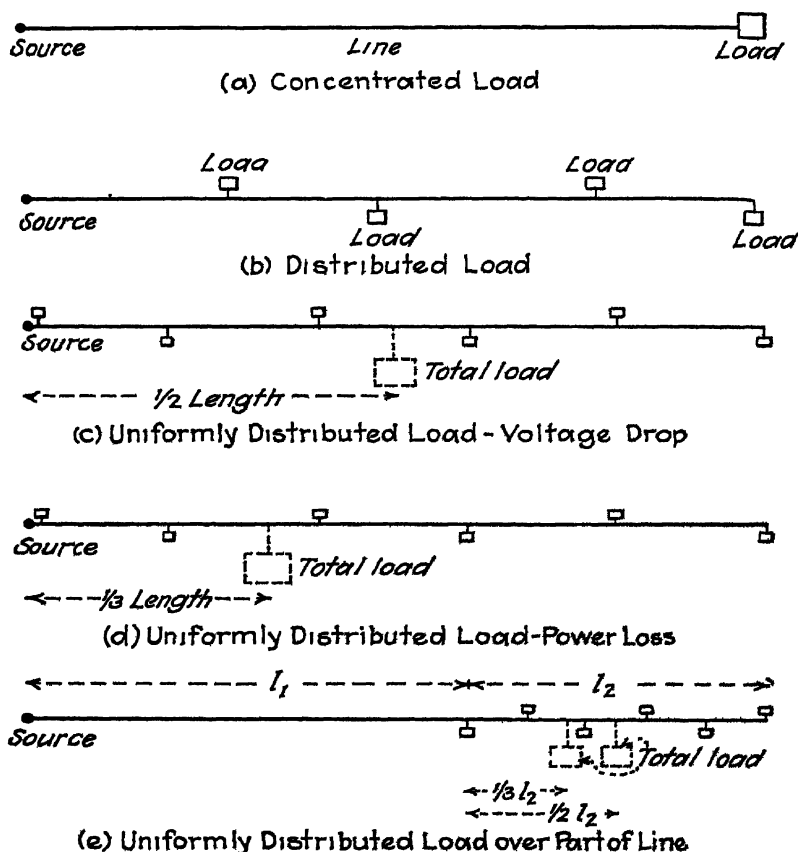 Source Line Load
(a) Concentrated Load
Loaa Load
Source Load Load
(b) Distributed Load
Source
Total load
1/2 Length
(c) Uniformly Distributed Load - Voltage Drop
Source
Total load
1/3 Length
(d) Uniformly Distributed Load-Power Loss
l1 l2
Source
Total load
1/3 l2
1/2 l2
(e) Uniformly Distributed Load over Part of Line